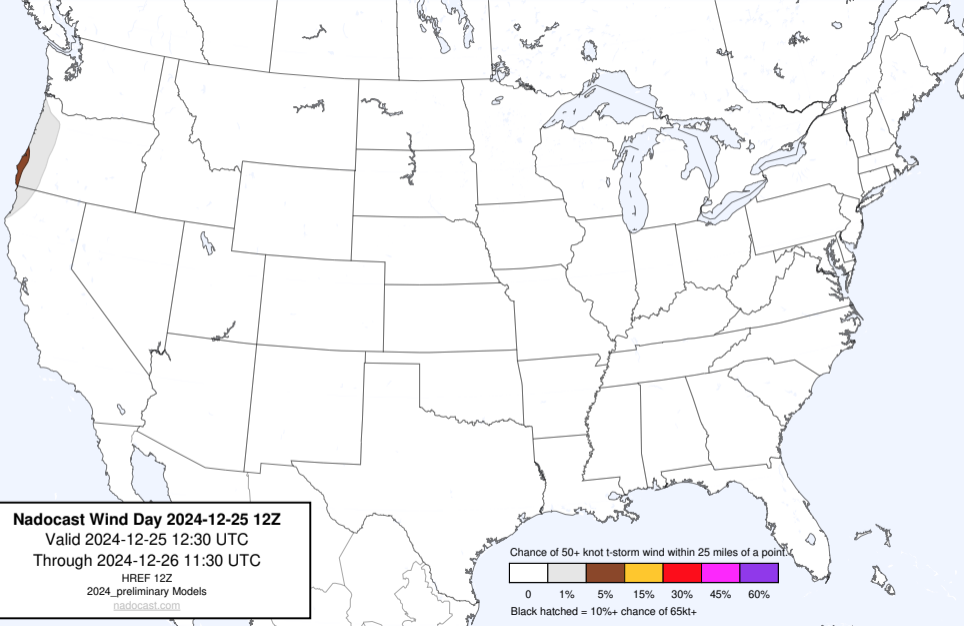 Nadocast Wind Day 2024-12-25 12Z
Valid 2024-12-25 12:30 UTC
Through 2024-12-26 11:30 UTC
HREF 12Z
2024_preliminary Models
nadocast.com
Chance of 50+ knot t-storm wind within 25 miles of a point.
0 1% 5% 15% 30% 45% 60%
Black hatched = 10%+ chance of 65kt+